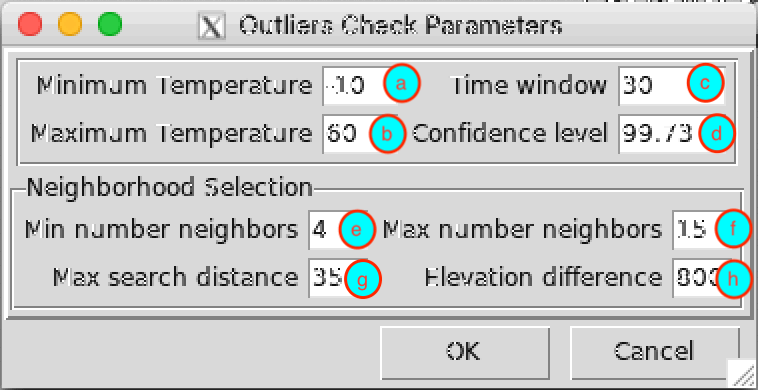 Outliers Check Parameters
Minimum Temperature -10 a Time window 30 c
Maximum Temperature 60 b Confidence level 99.73 d
Neighborhood Selection
Min number neighbors 4 e Max number neighbors 15 f
Max search distance 35 g Elevation difference 800 h
OK Cancel